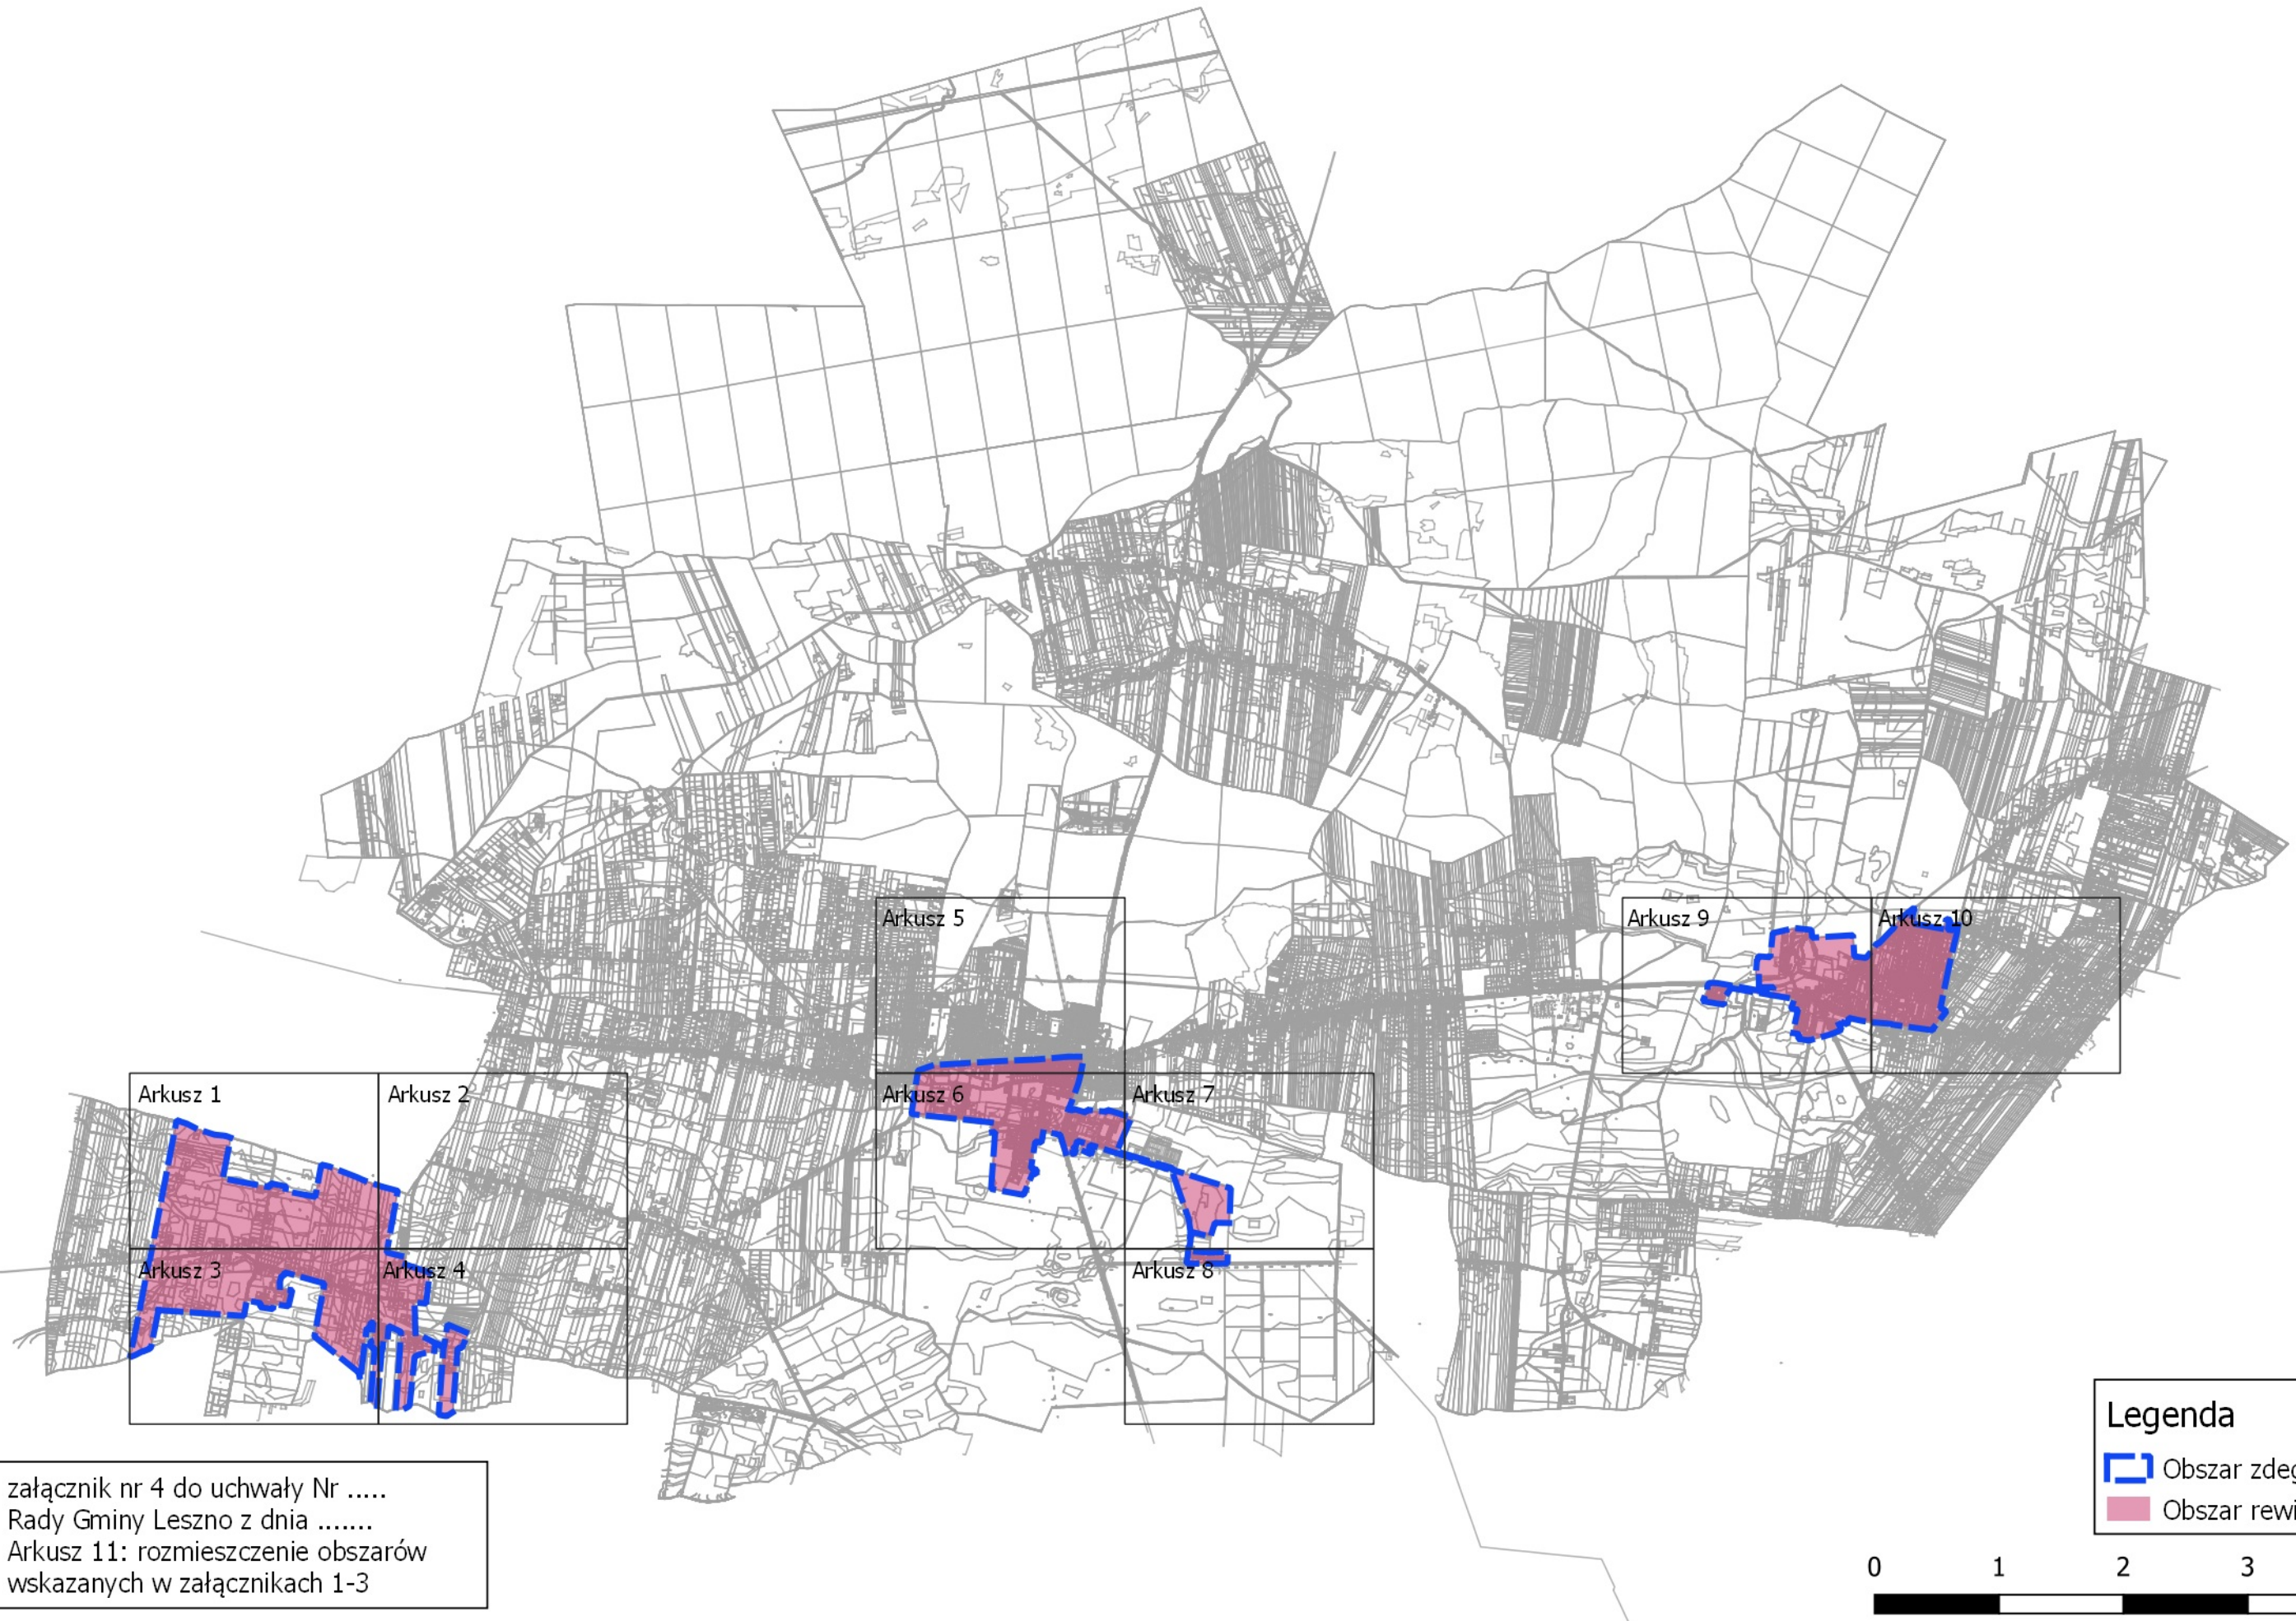 Arkusz 5
Arkusz 9
Arkusz 10
Arkusz 1
Arkusz 2
Arkusz 6
Arkusz 7
Arkusz 3
Arkusz 4
Arkusz 8
Legenda
Obszar zdeg
Obszar rewi
załącznik nr 4 do uchwały Nr .....
Rady Gminy Leszno z dnia .......
Arkusz 11: rozmieszczenie obszarów
wskazanych w załącznikach 1-3
0 1 2 3